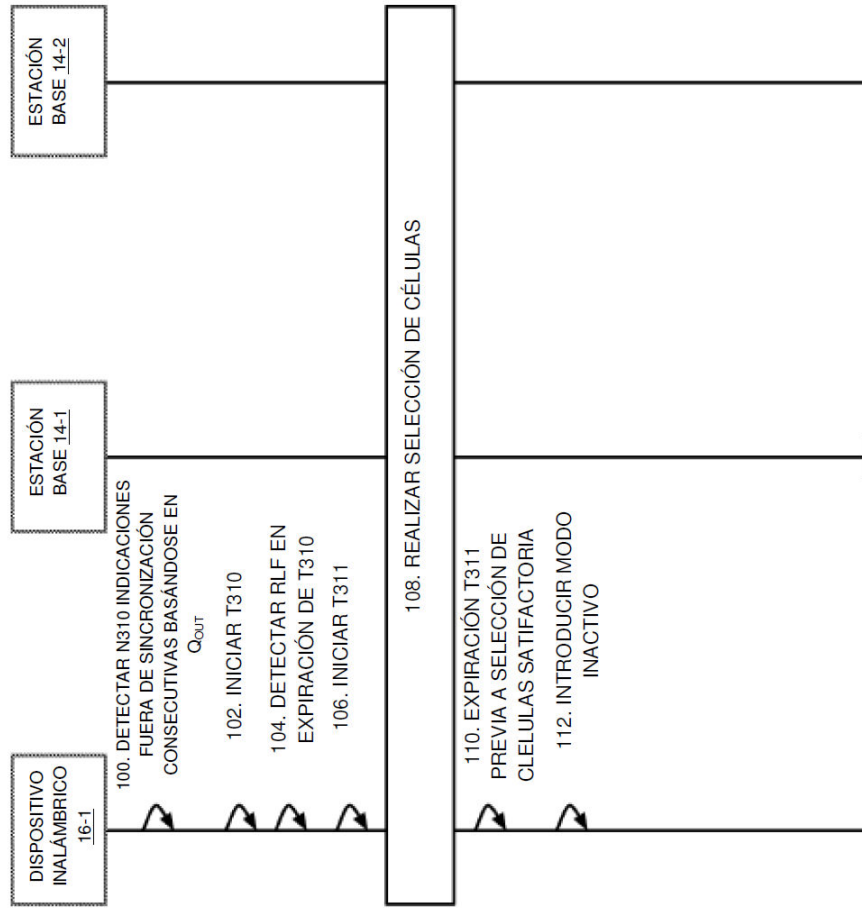 DISPOSITIVO
INALÁMBRICO
16-1
ESTACIÓN
BASE 14-1
ESTACIÓN
BASE 14-2
100. DETECTAR N310 INDICACIONES
FUERA DE SINCRONIZACIÓN
CONSECUTIVAS BASÁNDOSE EN
QOUT
102. INICIAR T310
104. DETECTAR RLF EN
EXPIRACIÓN DE T310
106. INICIAR T311
108. REALIZAR SELECCIÓN DE CÉLULAS
110. EXPIRACIÓN T311
PREVIA A SELECCIÓN DE
CLELULAS SATIFACTORIA
112. INTRODUCIR MODO
INACTIVO